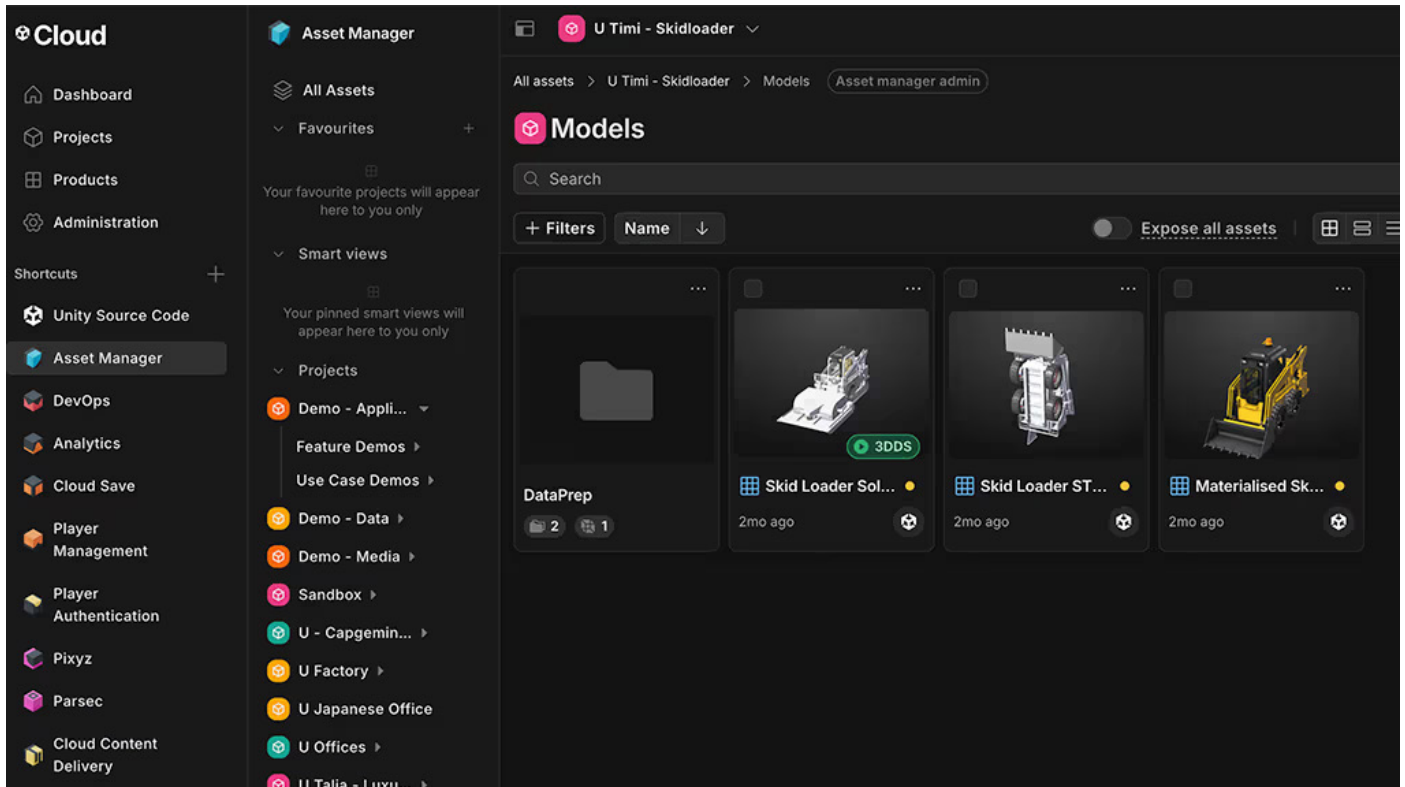 Cloud
Dashboard
Projects
Products
Administration
Shortcuts
Unity Source Code
Asset Manager
DevOps
Analytics
Cloud Save
Player
Management
Player
Authentication
Pixyz
Parsec
Cloud Content
Delivery
Asset Manager
All Assets
Favourites
Your favourite projects will appear
here to you only
Smart views
Your pinned smart views will
appear here to you only
Projects
Demo - Appli...
Feature Demos
Use Case Demos
Demo - Data
Demo - Media
Sandbox
U - Capgemin...
U Factory
U Japanese Office
U Offices
U Talia - Luxu...
U Timi - Skidloader
All assets > U Timi - Skidloader > Models Asset manager admin
Models
Search
+ Filters Name ↓ Expose all assets
DataPrep
2 1
3DDS
Skid Loader Sol...
2mo ago
Skid Loader ST...
2mo ago
Materialised Sk...
2mo ago